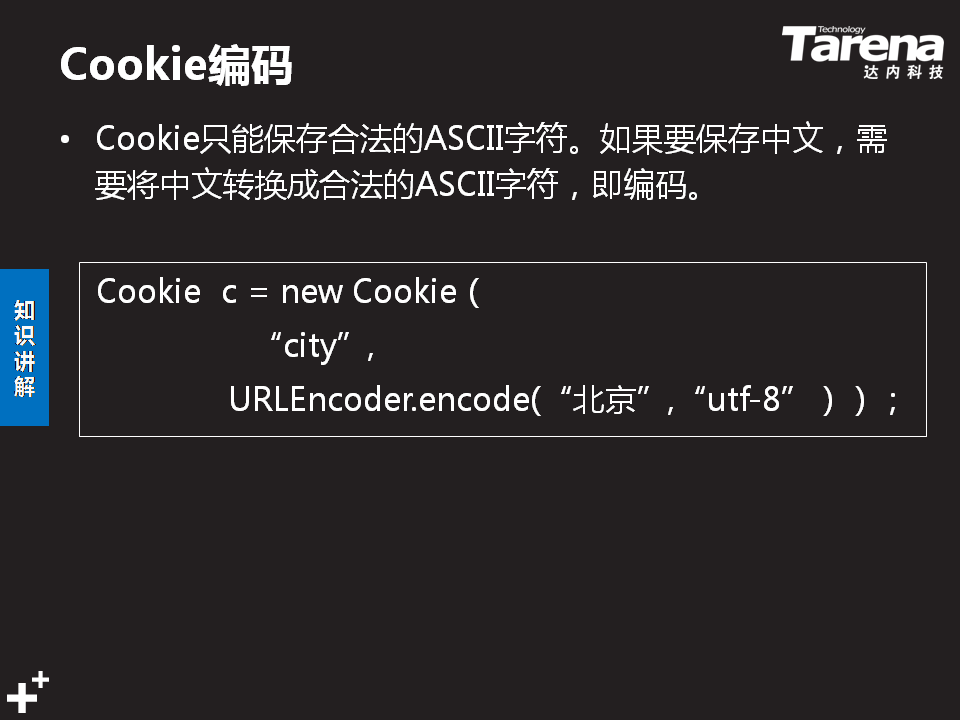 Cookie编码
Technology
Tarena
达内科技
• Cookie只能保存合法的ASCII字符。如果要保存中文，需
要将中文转换成合法的ASCII字符，即编码。
知识讲解
Cookie c = new Cookie（
“city”，
URLEncoder.encode(“北京”，“utf-8” ））；